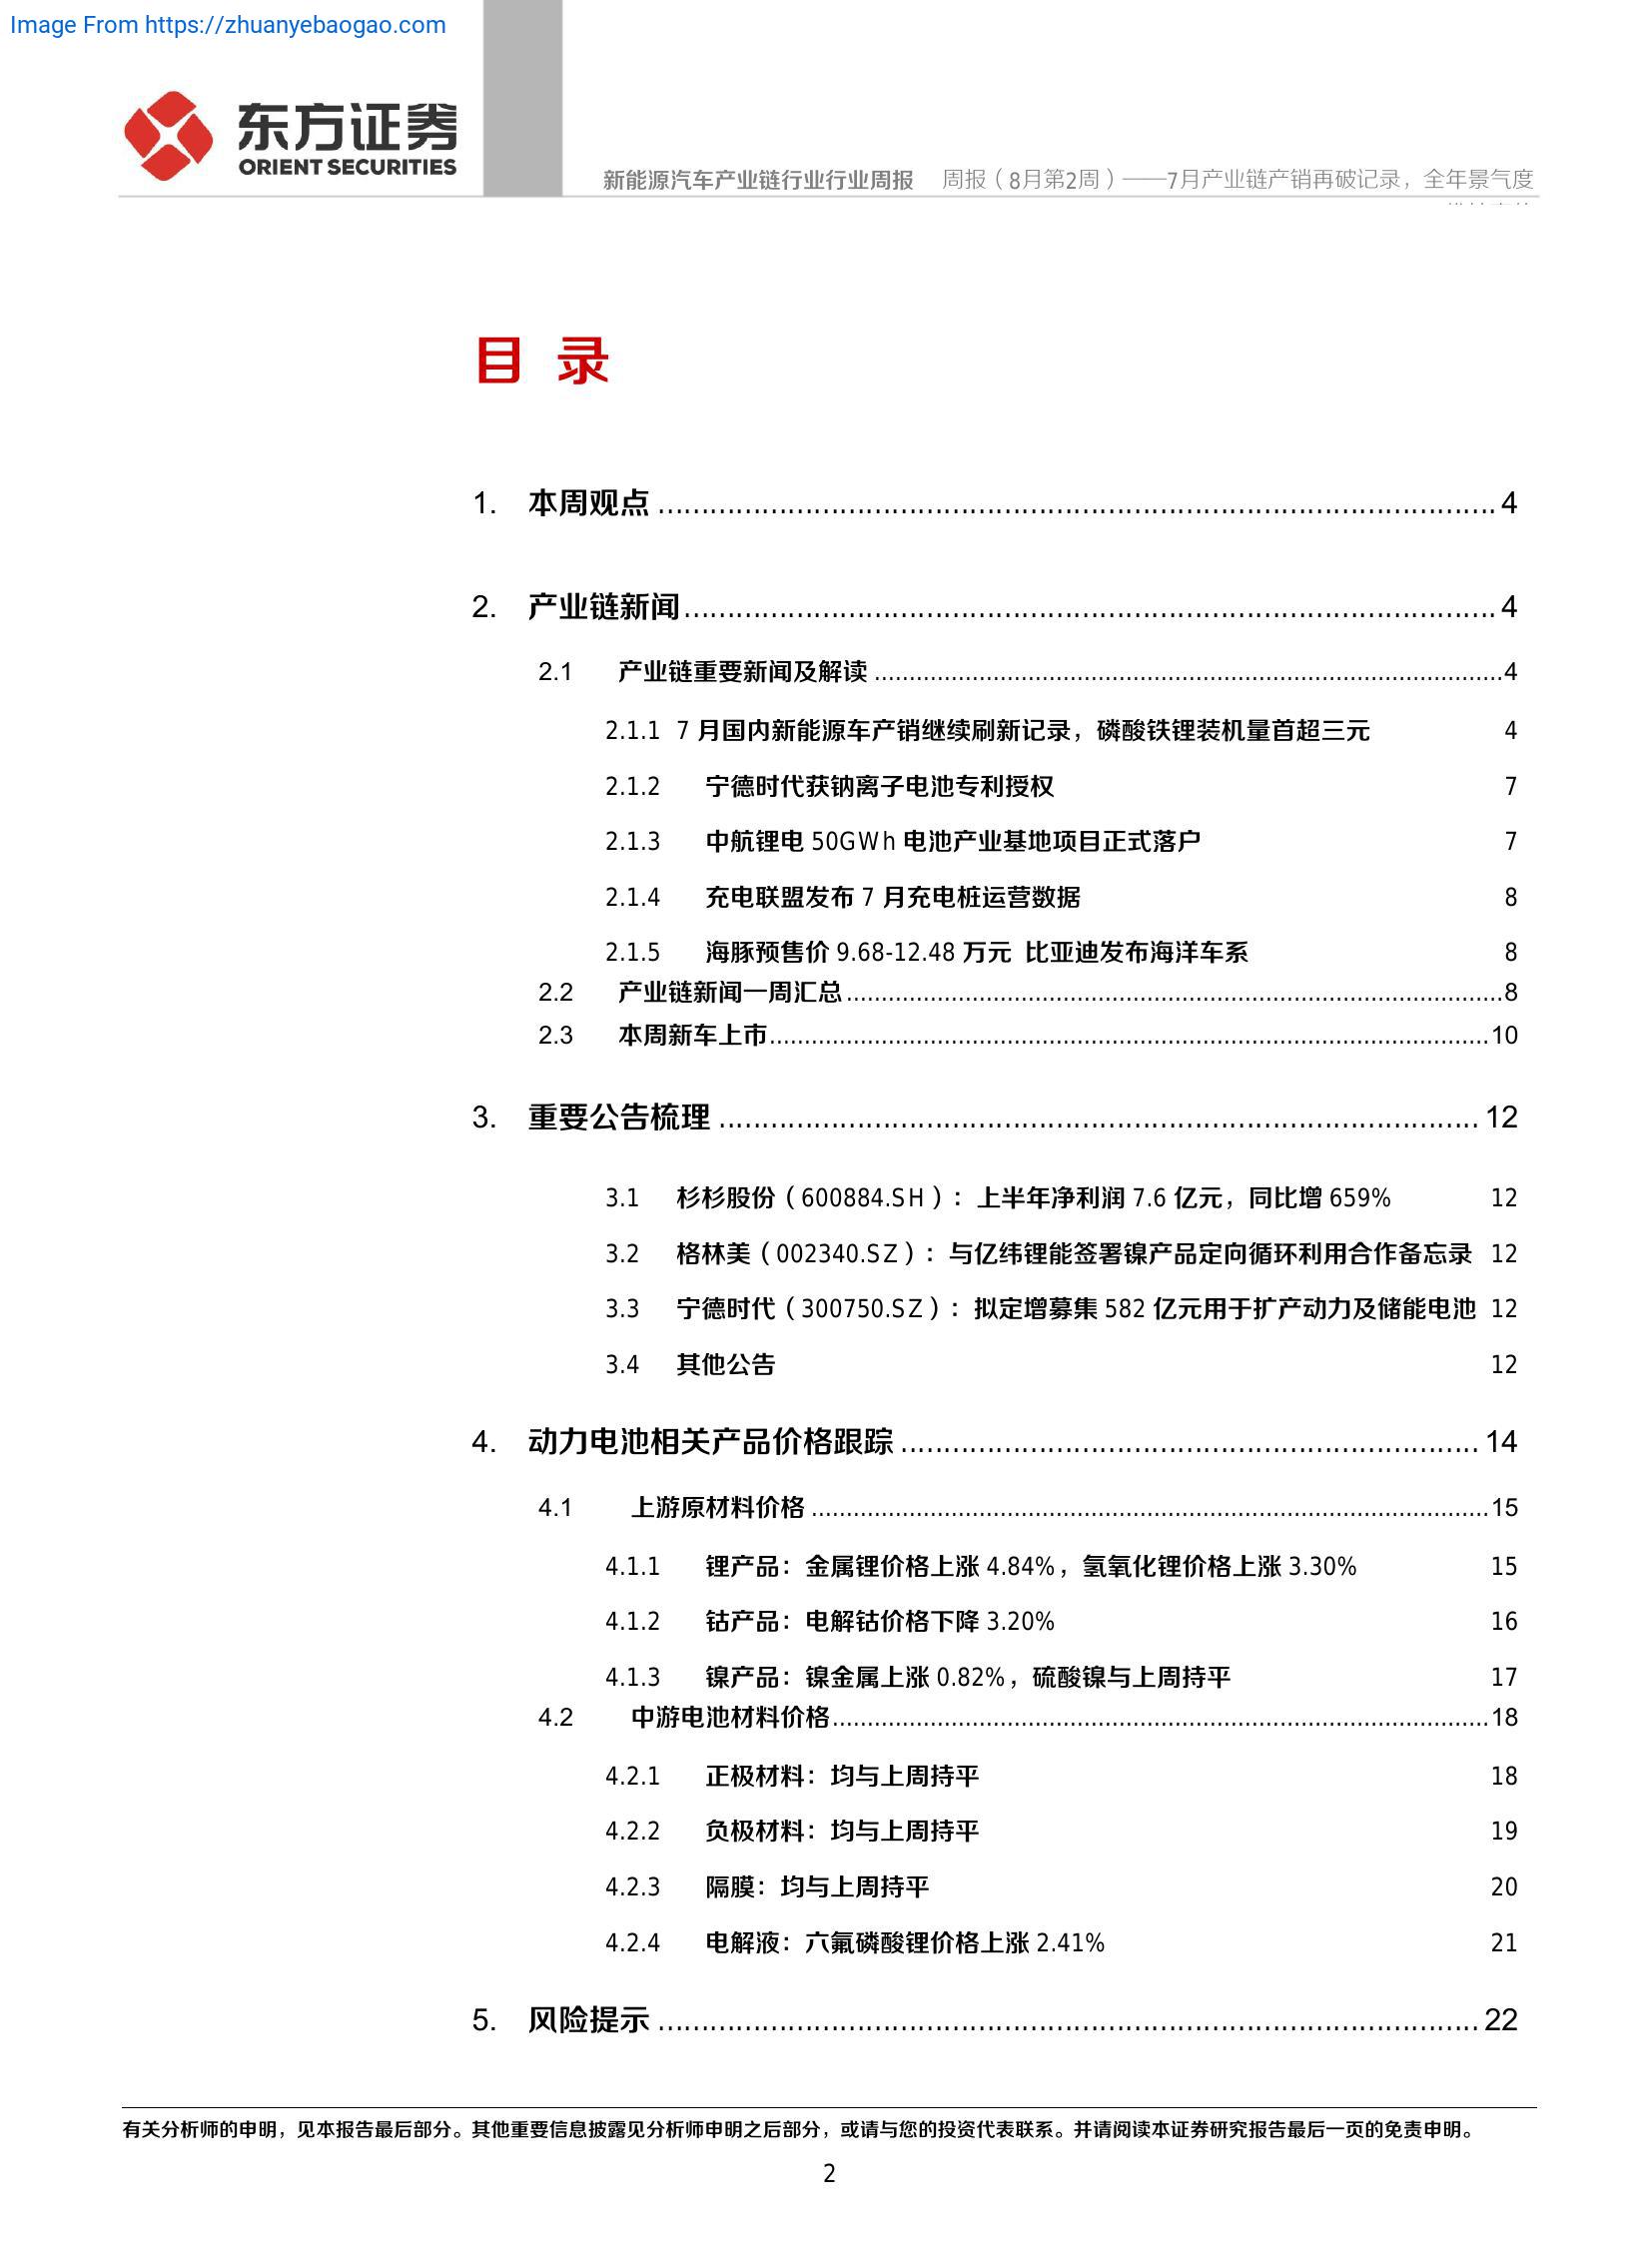 Image From https://zhuanyebaogao.com
东方证券
ORIENT SECURITIES
新能源汽车产业链行业行业周报 周报（8月第2周）——7月产业链产销再破记录，全年景气度
目 录
1. 本周观点 ........ 4
2. 产业链新闻 ........ 4
2.1 产业链重要新闻及解读 ........ 4
2.1.1 7 月国内新能源车产销继续刷新记录，磷酸铁锂装机量首超三元 4
2.1.2 宁德时代获钠离子电池专利授权 7
2.1.3 中航锂电 50GWh 电池产业基地项目正式落户 7
2.1.4 充电联盟发布 7 月充电桩运营数据 8
2.1.5 海豚预售价 9.68-12.48 万元 比亚迪发布海洋车系 8
2.2 产业链新闻一周汇总 ........ 8
2.3 本周新车上市 ........ 10
3. 重要公告梳理 ........ 12
3.1 杉杉股份（600884.SH）：上半年净利润 7.6 亿元，同比增 659% 12
3.2 格林美（002340.SZ）：与亿纬锂能签署镍产品定向循环利用合作备忘录 12
3.3 宁德时代（300750.SZ）：拟定增募集 582 亿元用于扩产动力及储能电池 12
3.4 其他公告 12
4. 动力电池相关产品价格跟踪 ........ 14
4.1 上游原材料价格 ........ 15
4.1.1 锂产品：金属锂价格上涨 4.84%，氢氧化锂价格上涨 3.30% 15
4.1.2 钴产品：电解钴价格下降 3.20% 16
4.1.3 镍产品：镍金属上涨 0.82%，硫酸镍与上周持平 17
4.2 中游电池材料价格 ........ 18
4.2.1 正极材料：均与上周持平 18
4.2.2 负极材料：均与上周持平 19
4.2.3 隔膜：均与上周持平 20
4.2.4 电解液：六氟磷酸锂价格上涨 2.41% 21
5. 风险提示 ........ 22
有关分析师的申明，见本报告最后部分。其他重要信息披露见分析师申明之后部分，或请与您的投资代表联系。并请阅读本证券研究报告最后一页的免责申明。
2